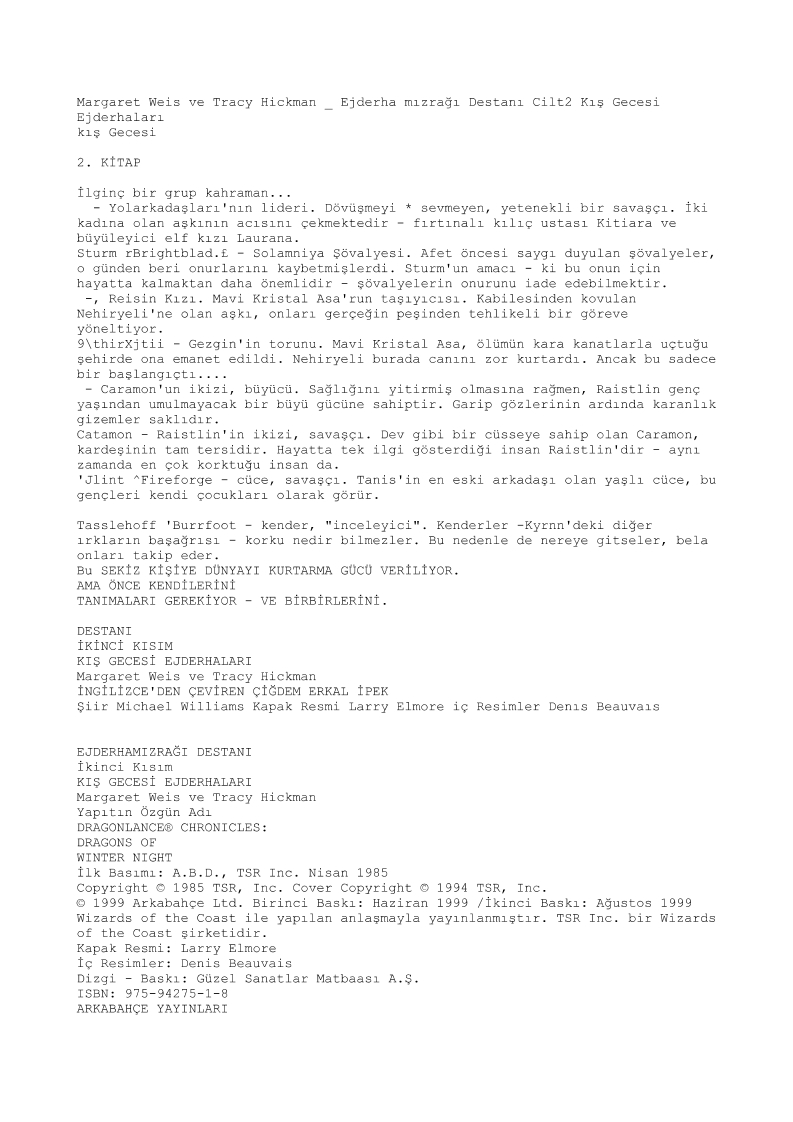 Margaret Weis ve Tracy Hickman _ Ejderha mızrağı Destanı Cilt2 Kış Gecesi
Ejderhaları
kış Gecesi
2. KİTAP
İlginç bir grup kahraman...
- Yolarkadaşları'nın lideri. Dövüşmeyi * sevmeyen, yetenekli bir savaşçı. İki
kadına olan aşkının acısını çekmektedir - fırtınalı kılıç ustası Kitiara ve
büyüleyici elf kızı Laurana.
Sturm rBrightblad.£ - Solamniya Şövalyesi. Afet öncesi saygı duyulan şövalyeler,
o günden beri onurlarını kaybetmişlerdi. Sturm'un amacı - ki bu onun için
hayatta kalmaktan daha önemlidir - şövalyelerin onurunu iade edebilmektir.
-, Reisin Kızı. Mavi Kristal Asa'run taşıyıcısı. Kabilesinden kovulan
Nehiryeli'ne olan aşkı, onları gerçeğin peşinden tehlikeli bir göreve
yöneltiyor.
9\thirXjtii - Gezgin'in torunu. Mavi Kristal Asa, ölümün kara kanatlarla uçtuğu
şehirde ona emanet edildi. Nehiryeli burada canını zor kurtardı. Ancak bu sadece
bir başlangıçtı....
- Caramon'un ikizi, büyücü. Sağlığını yitirmiş olmasına rağmen, Raistlin genç
yaşından umulmayacak bir büyü gücüne sahiptir. Garip gözlerinin ardında karanlık
gizemler saklıdır.
Catamon - Raistlin'in ikizi, savaşçı. Dev gibi bir cüsseye sahip olan Caramon,
kardeşinin tam tersidir. Hayatta tek ilgi gösterdiği insan Raistlin'dir - aynı
zamanda en çok korktuğu insan da.
'Jlint ^Fireforge - cüce, savaşçı. Tanis'in en eski arkadaşı olan yaşlı cüce, bu
gençleri kendi çocukları olarak görür.
Tasslehoff 'Burrfoot - kender, "inceleyici". Kenderler -Kyrnn'deki diğer
ırkların başağrısı - korku nedir bilmezler. Bu nedenle de nereye gitseler, bela
onları takip eder.
Bu SEKİZ KİŞİYE DÜNYAYI KURTARMA GÜCÜ VERİLİYOR.
AMA ÖNCE KENDİLERİNİ
TANIMALARI GEREKİYOR - VE BİRBİRLERİNİ.
DESTANI
İKİNCİ KISIM
KIŞ GECESİ EJDERHALARI
Margaret Weis ve Tracy Hickman
İNGİLİZCE'DEN ÇEVİREN ÇİĞDEM ERKAL İPEK
Şiir Michael Williams Kapak Resmi Larry Elmore iç Resimler Denıs Beauvaıs
EJDERHAMIZRAĞI DESTANI
İkinci Kısım
KIŞ GECESİ EJDERHALARI
Margaret Weis ve Tracy Hickman
Yapıtın Özgün Adı
DRAGONLANCE® CHRONICLES:
DRAGONS OF
WINTER NIGHT
İlk Basımı: A.B.D., TSR Inc. Nisan 1985
Copyright © 1985 TSR, Inc. Cover Copyright © 1994 TSR, Inc.
© 1999 Arkabahçe Ltd. Birinci Baskı: Haziran 1999 /İkinci Baskı: Ağustos 1999
Wizards of the Coast ile yapılan anlaşmayla yayınlanmıştır. TSR Inc. bir Wizards
of the Coast şirketidir.
Kapak Resmi: Larry Elmore
İç Resimler: Denis Beauvais
Dizgi - Baskı: Güzel Sanatlar Matbaası A.Ş.
ISBN: 975-94275-1-8
ARKABAHÇE YAYINLARI